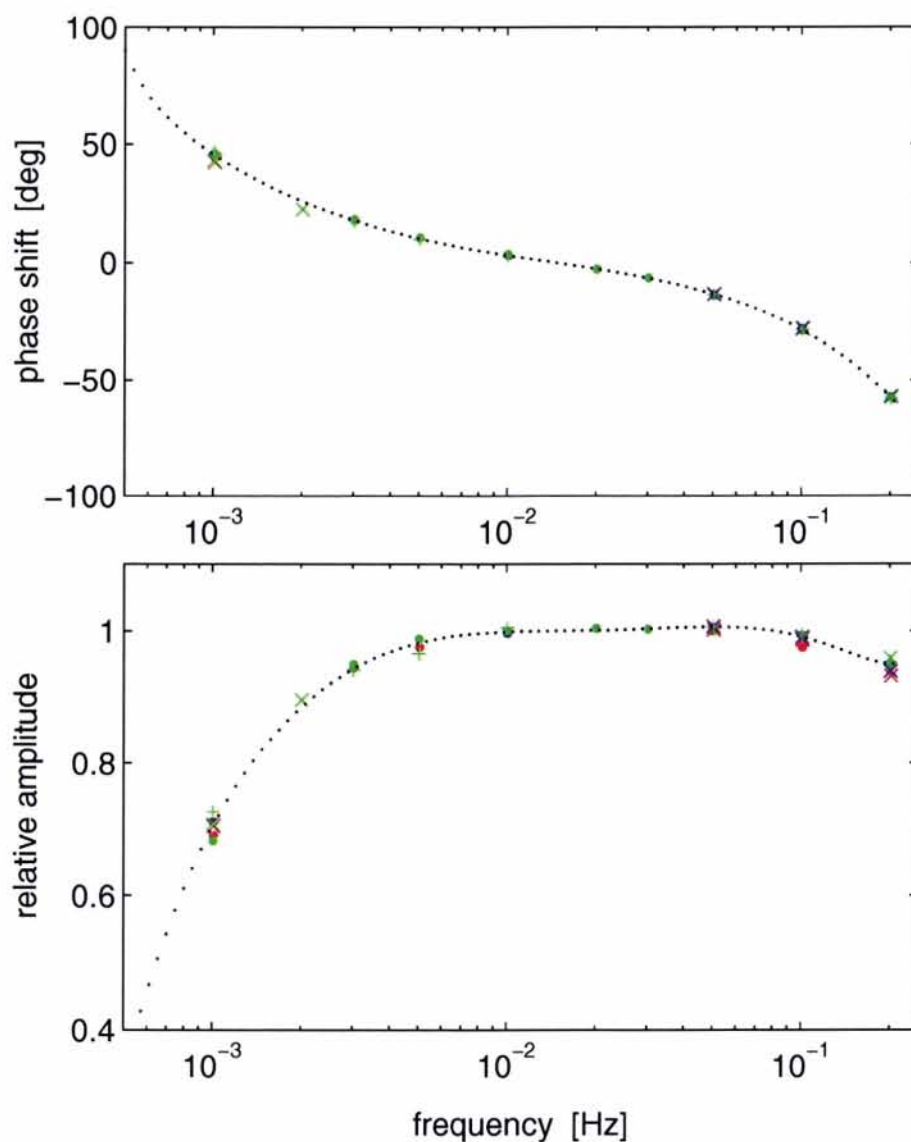 100
50
0
−50
−100
phase shift [deg]
10⁻³ 10⁻² 10⁻¹
1
0.8
0.6
0.4
relative amplitude
10⁻³ 10⁻² 10⁻¹
frequency [Hz]